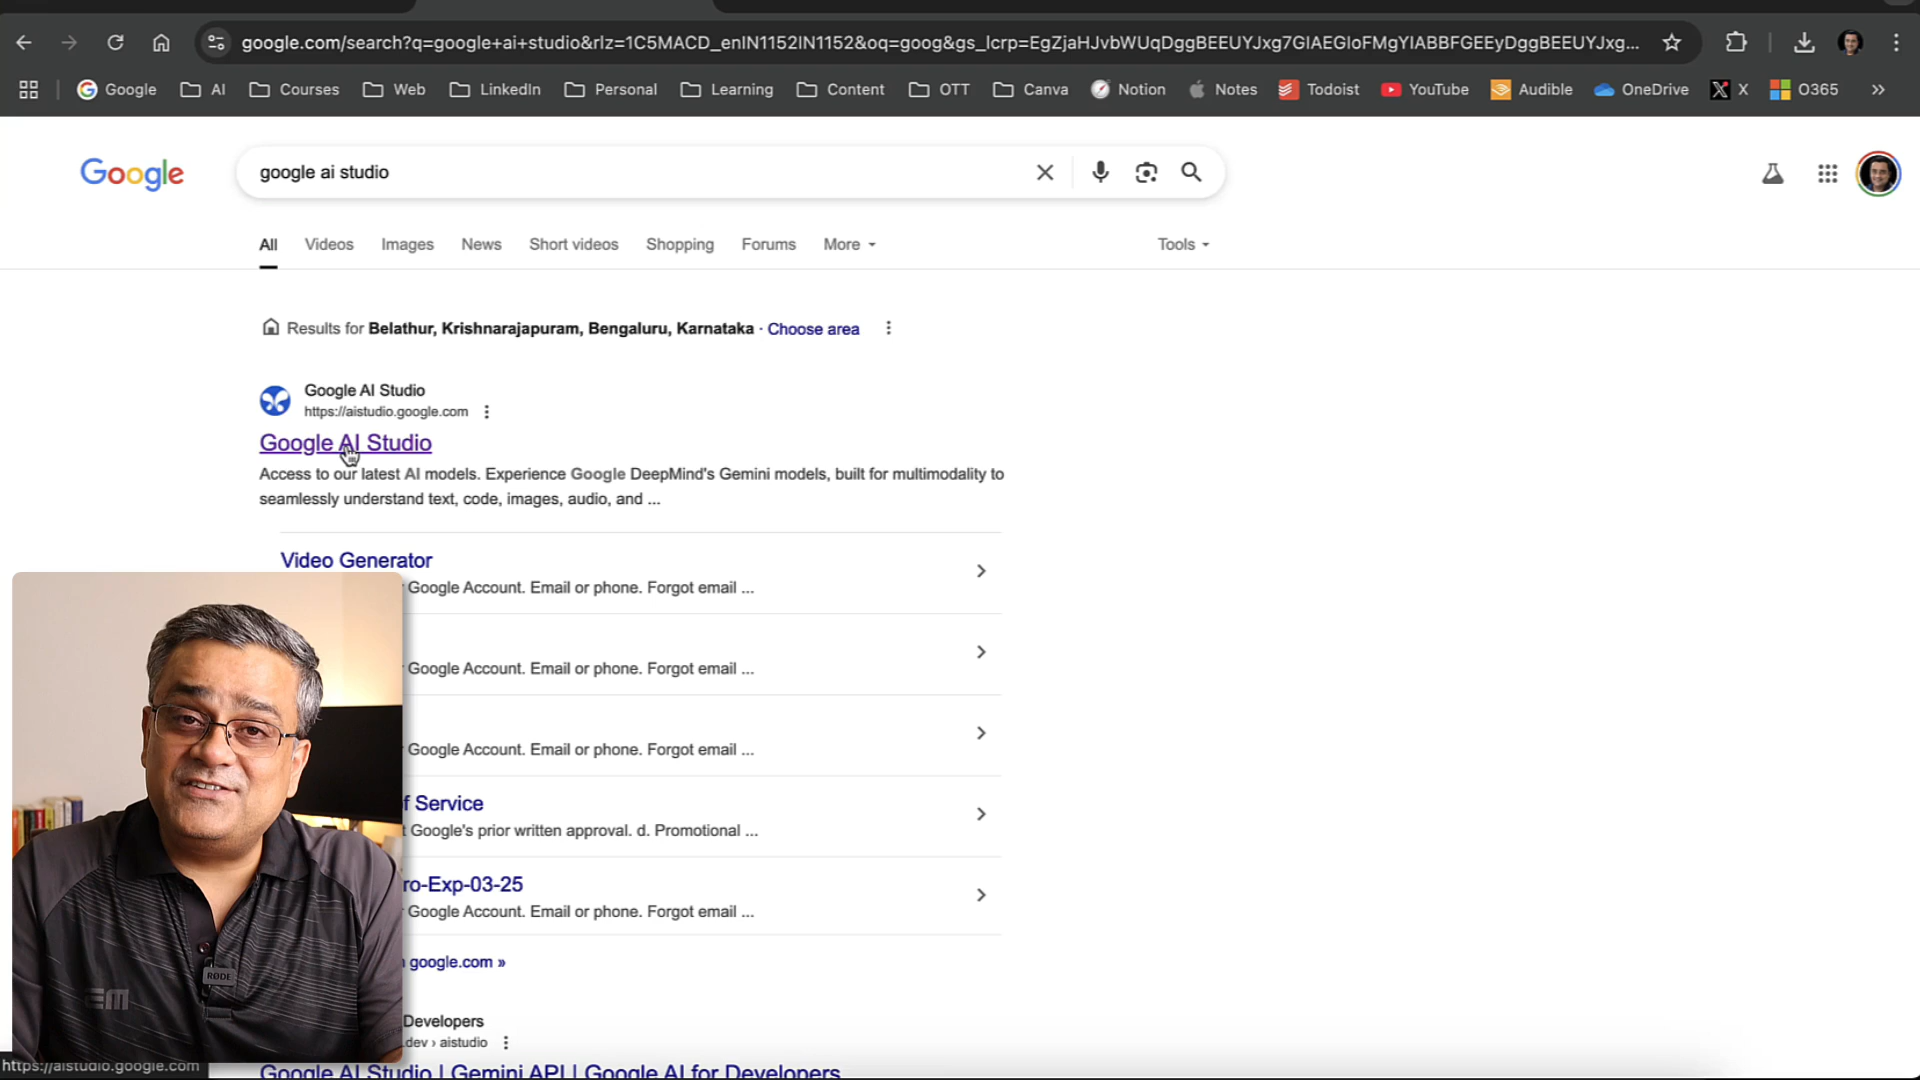 google.com/search?q=google+ai+studio&rlz=1C5MACD_enIN1152IN1152&oq=goog&gs_lcrp=EgZjaHJvbWUqDggBEEUYJxg7GIAEGIoFMgYIABBFGEEyDggBEEUYJxg...
Google AI Courses Web LinkedIn Personal Learning Content OTT Canva Notion Notes Todoist YouTube Audible OneDrive X O365
Google
google ai studio
All Videos Images News Short videos Shopping Forums More Tools
Results for Belathur, Krishnarajapuram, Bengaluru, Karnataka · Choose area
Google AI Studio
https://aistudio.google.com
Google AI Studio
Access to our latest AI models. Experience Google DeepMind's Gemini models, built for multimodality to
seamlessly understand text, code, images, audio, and ...
Video Generator
Google Account. Email or phone. Forgot email ...
Google Account. Email or phone. Forgot email ...
Google Account. Email or phone. Forgot email ...
f Service
Google's prior written approval. d. Promotional ...
ro-Exp-03-25
Google Account. Email or phone. Forgot email ...
google.com »
RØDE
Developers
.dev › aistudio
https://aistudio.google.com
Google AI Studio | Gemini API | Google AI for Developers